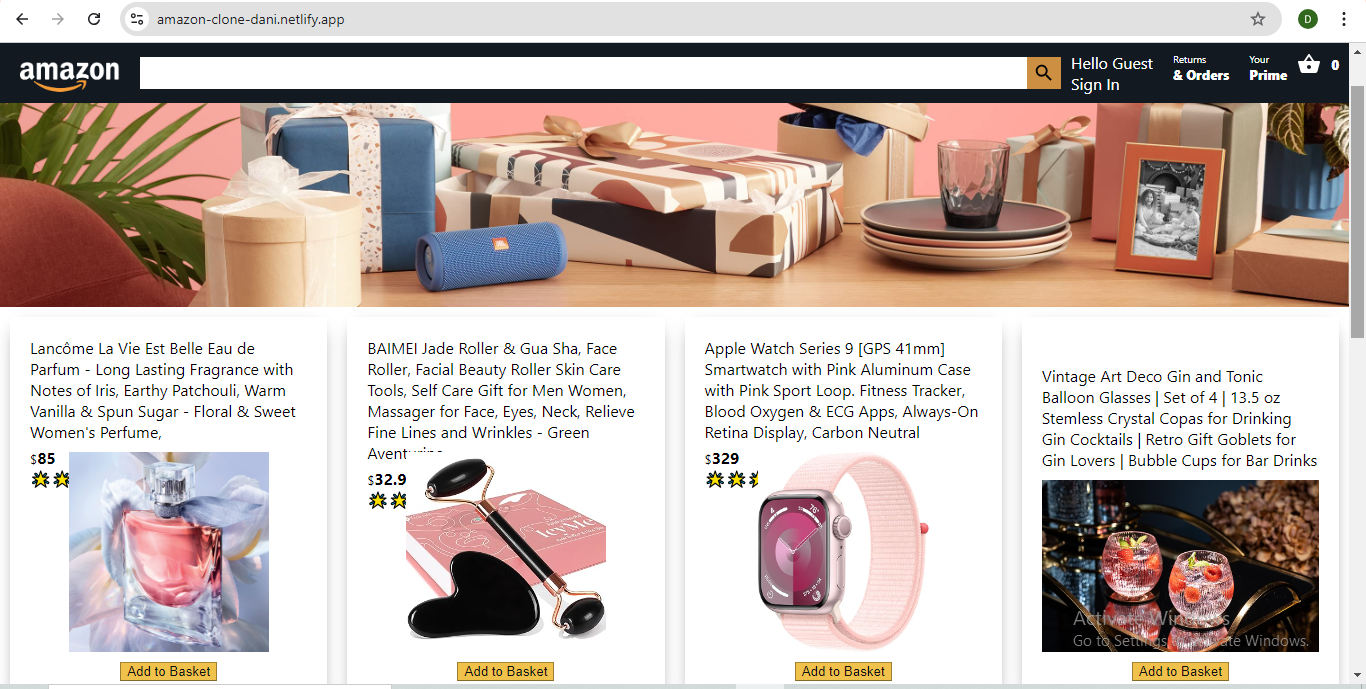 amazon-clone-dani.netlify.app
D
amazon
Hello Guest
Sign In
Returns
& Orders
Your
Prime
0
JBL
Lancôme La Vie Est Belle Eau de
Parfum - Long Lasting Fragrance with
Notes of Iris, Earthy Patchouli, Warm
Vanilla & Spun Sugar - Floral & Sweet
Women's Perfume,
$85
BAIMEI Jade Roller & Gua Sha, Face
Roller, Facial Beauty Roller Skin Care
Tools, Self Care Gift for Men Women,
Massager for Face, Eyes, Neck, Relieve
Fine Lines and Wrinkles - Green
Aventurine
$32.9
Apple Watch Series 9 [GPS 41mm]
Smartwatch with Pink Aluminum Case
with Pink Sport Loop. Fitness Tracker,
Blood Oxygen & ECG Apps, Always-On
Retina Display, Carbon Neutral
$329
Vintage Art Deco Gin and Tonic
Balloon Glasses | Set of 4 | 13.5 oz
Stemless Crystal Copas for Drinking
Gin Cocktails | Retro Gift Goblets for
Gin Lovers | Bubble Cups for Bar Drinks
IcyMe
Activate Windows
Go to Settings to activate Windows.
Add to Basket
Add to Basket
Add to Basket
Add to Basket